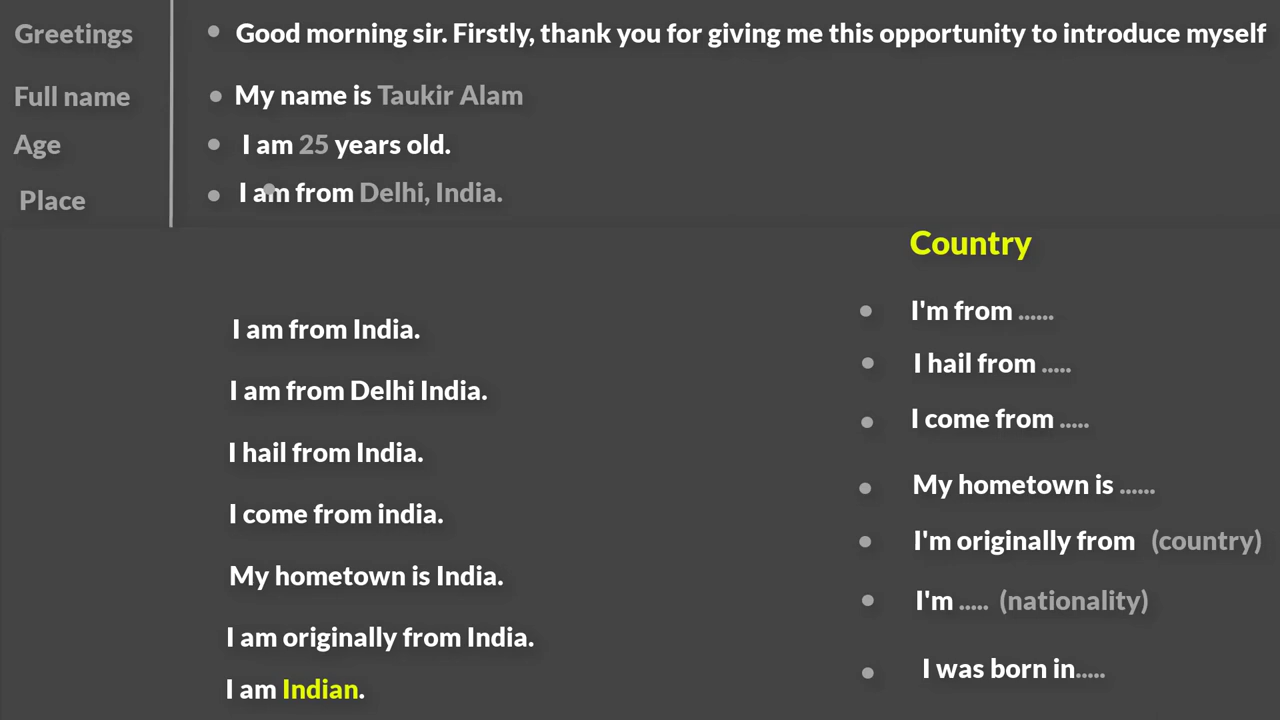 Greetings
Good morning sir. Firstly, thank you for giving me this opportunity to introduce myself
Full name
My name is Taukir Alam
Age
I am 25 years old.
Place
I am from Delhi, India.
I am from India.
I am from Delhi India.
I hail from India.
I come from india.
My hometown is India.
I am originally from India.
I am Indian.
Country
I'm from ......
I hail from .....
I come from .....
My hometown is ......
I'm originally from (country)
I'm ..... (nationality)
I was born in.....